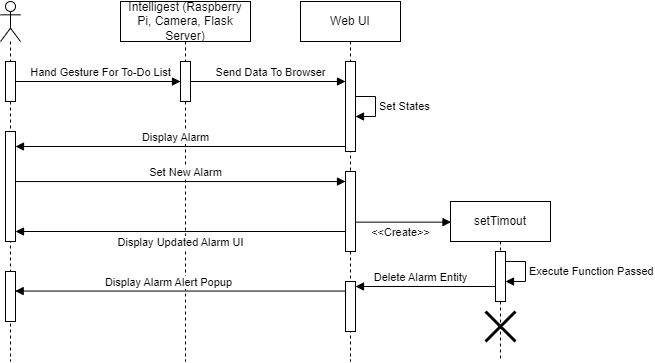 Intelligest (Raspberry
Pi, Camera, Flask
Server)
Web UI
Hand Gesture For To-Do List
Send Data To Browser
Set States
Display Alarm
Set New Alarm
setTimout
<<Create>>
Display Updated Alarm UI
Execute Function Passed
Delete Alarm Entity
Display Alarm Alert Popup